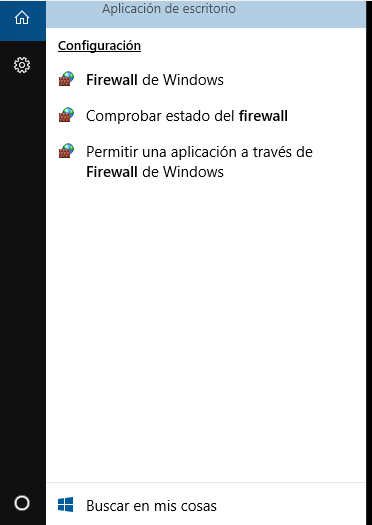 Aplicación de escritorio
Configuración
Firewall de Windows
Comprobar estado del firewall
Permitir una aplicación a través de
Firewall de Windows
Buscar en mis cosas